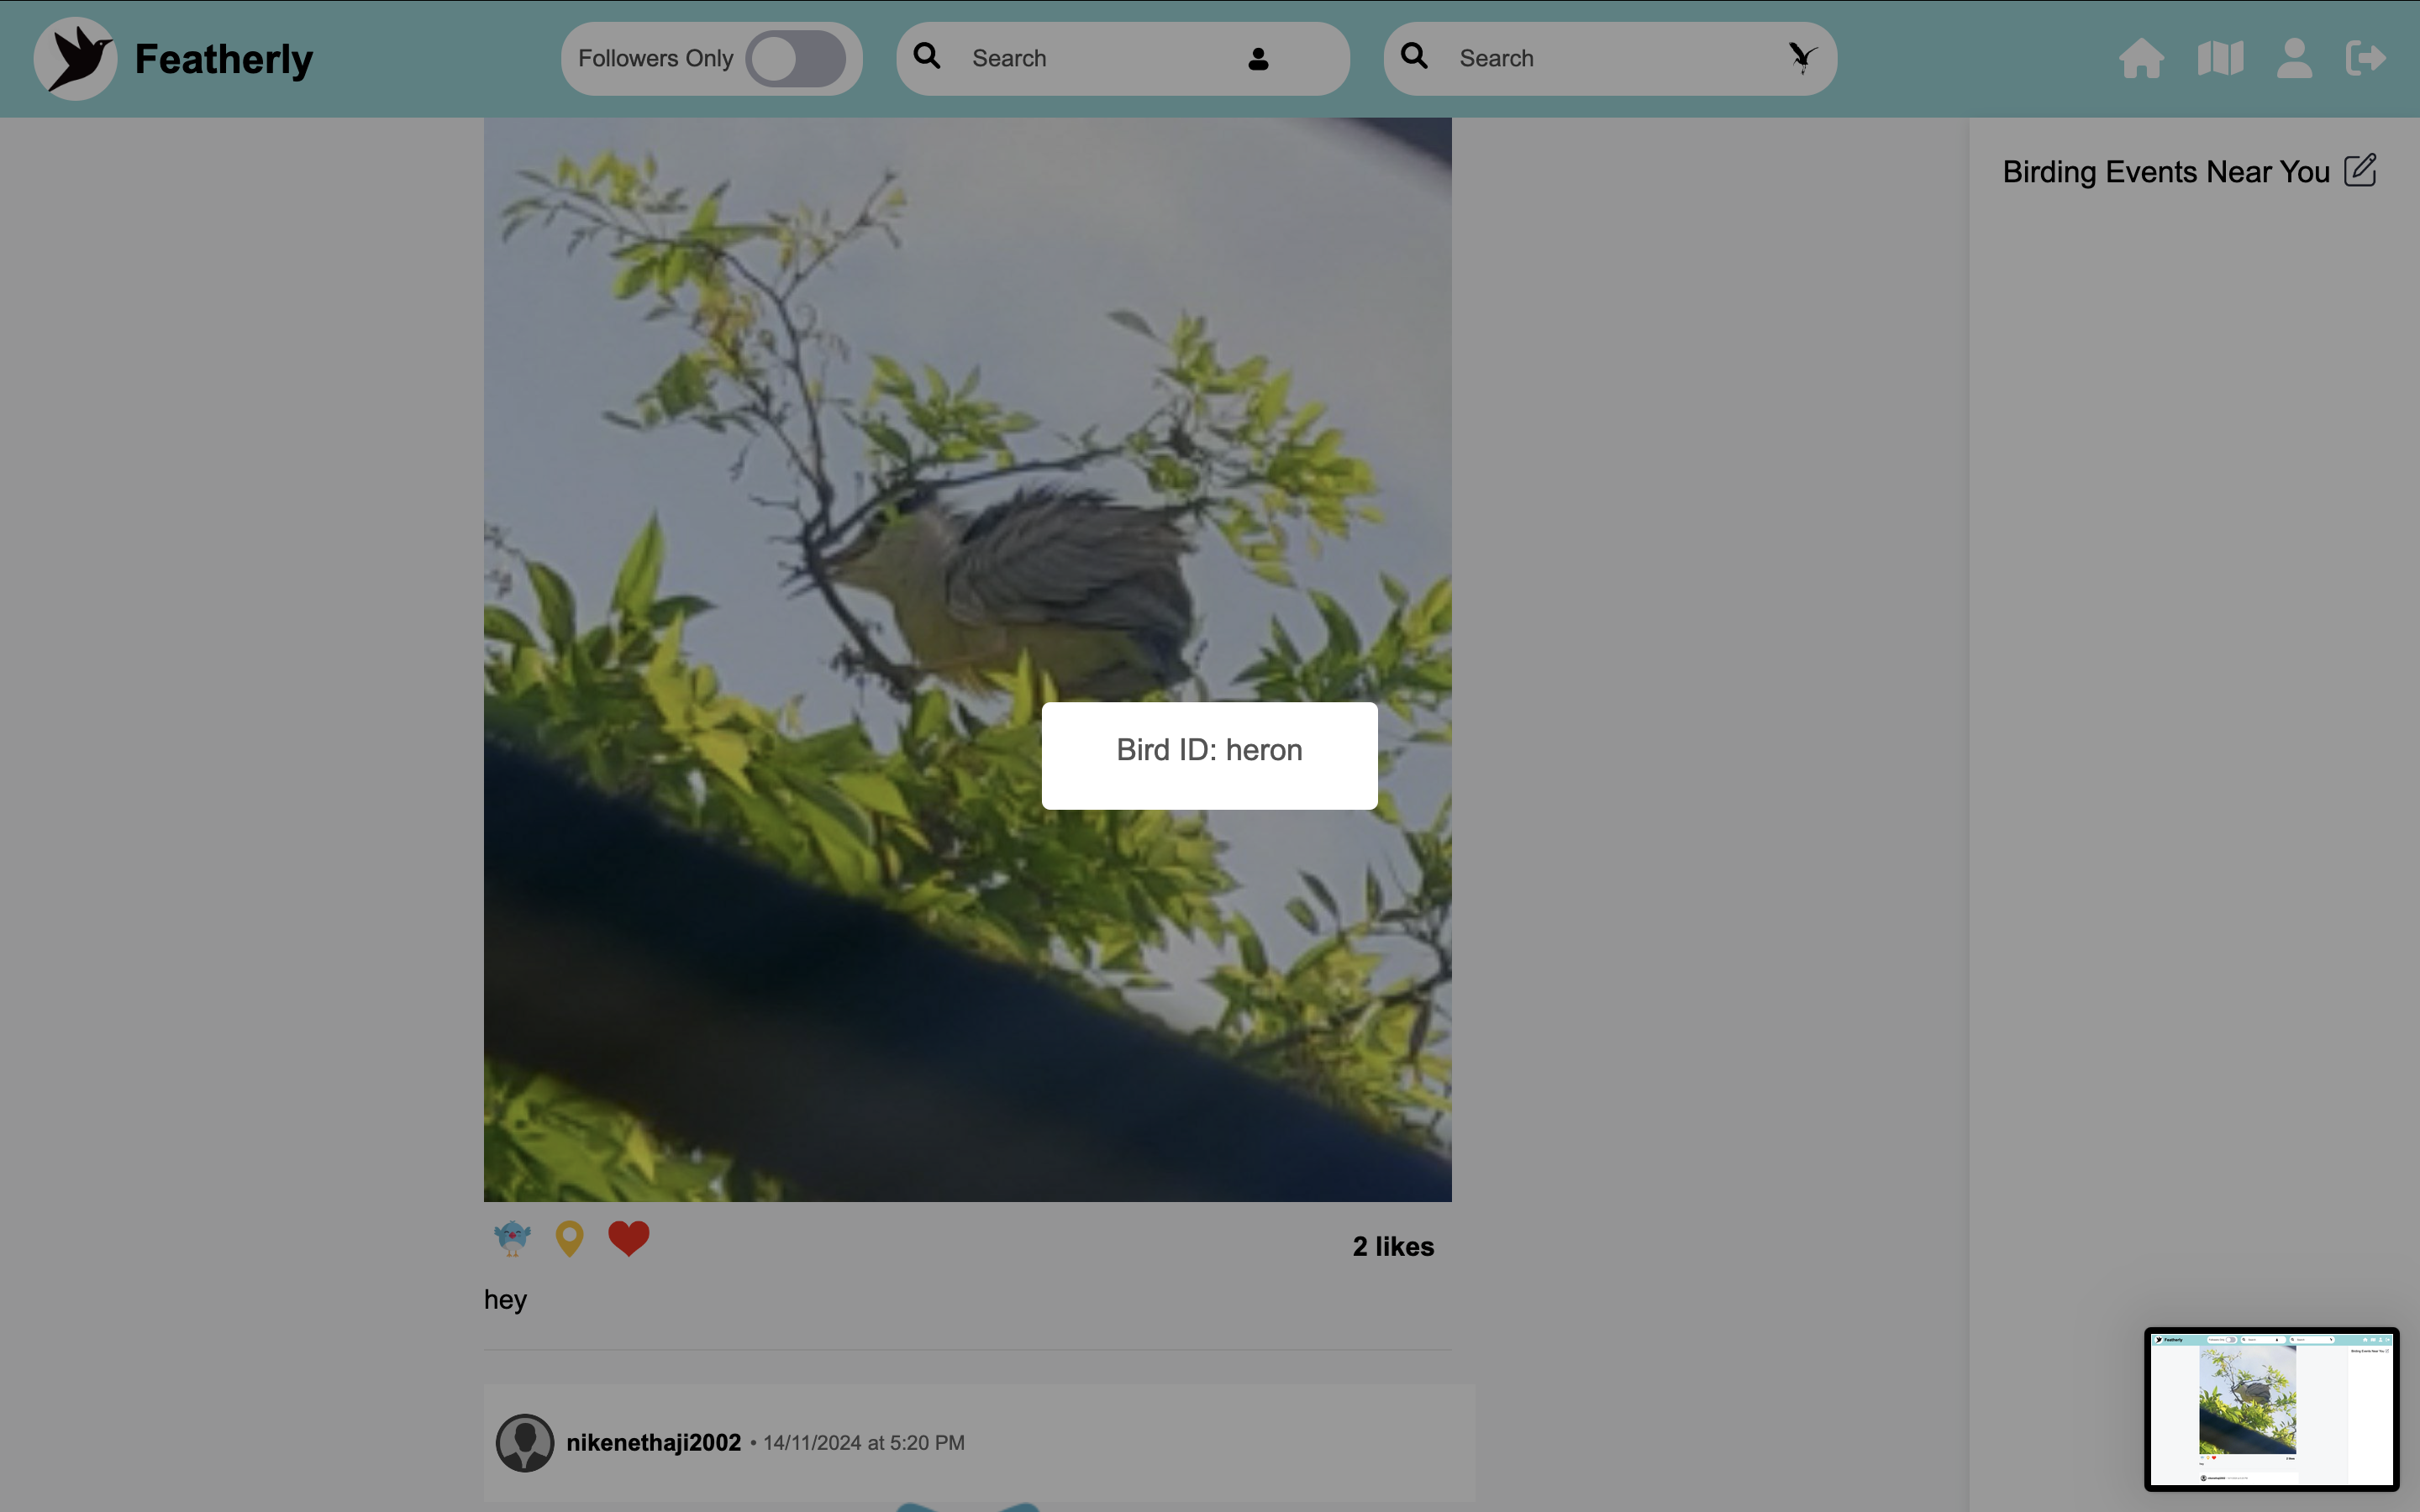 Featherly
Followers Only
Search
Search
Birding Events Near You
Bird ID: heron
2 likes
hey
nikenethaji2002 • 14/11/2024 at 5:20 PM